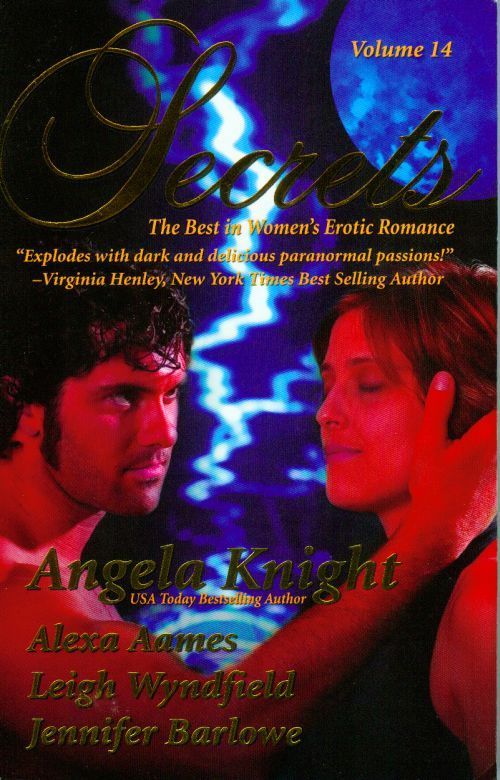 Volume 14
Secrets
The Best in Women's Erotic Romance
“Explodes with dark and delicious paranormal passions!”
–Virginia Henley, New York Times Best Selling Author
Angela Knight
USA Today Bestselling Author
Alexa Aames
Leigh Wyndfield
Jennifer Barlowe